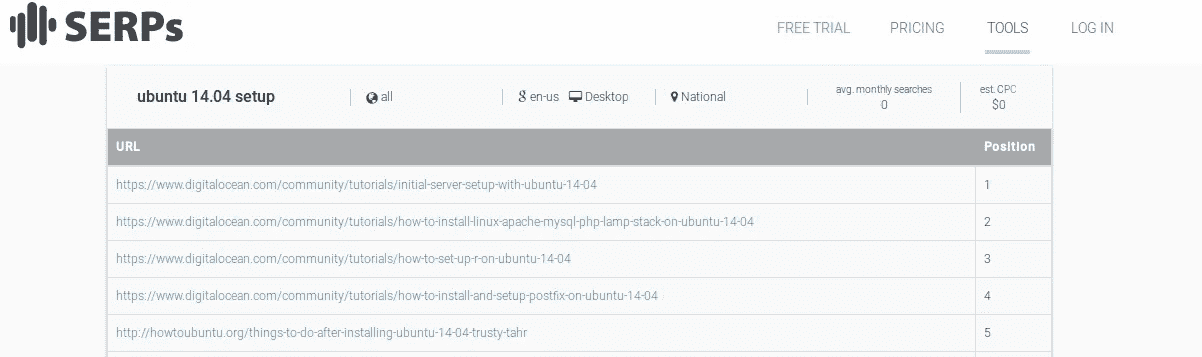 SERPs
FREE TRIAL PRICING TOOLS LOG IN
ubuntu 14.04 setup all en-us Desktop National avg. monthly searches 0 est. CPC $0
URL Position
https://www.digitalocean.com/community/tutorials/initial-server-setup-with-ubuntu-14-04 1
https://www.digitalocean.com/community/tutorials/how-to-install-linux-apache-mysql-php-lamp-stack-on-ubuntu-14-04 2
https://www.digitalocean.com/community/tutorials/how-to-set-up-r-on-ubuntu-14-04 3
https://www.digitalocean.com/community/tutorials/how-to-install-and-setup-postfix-on-ubuntu-14-04 4
http://howtoubuntu.org/things-to-do-after-installing-ubuntu-14-04-trusty-tahr 5